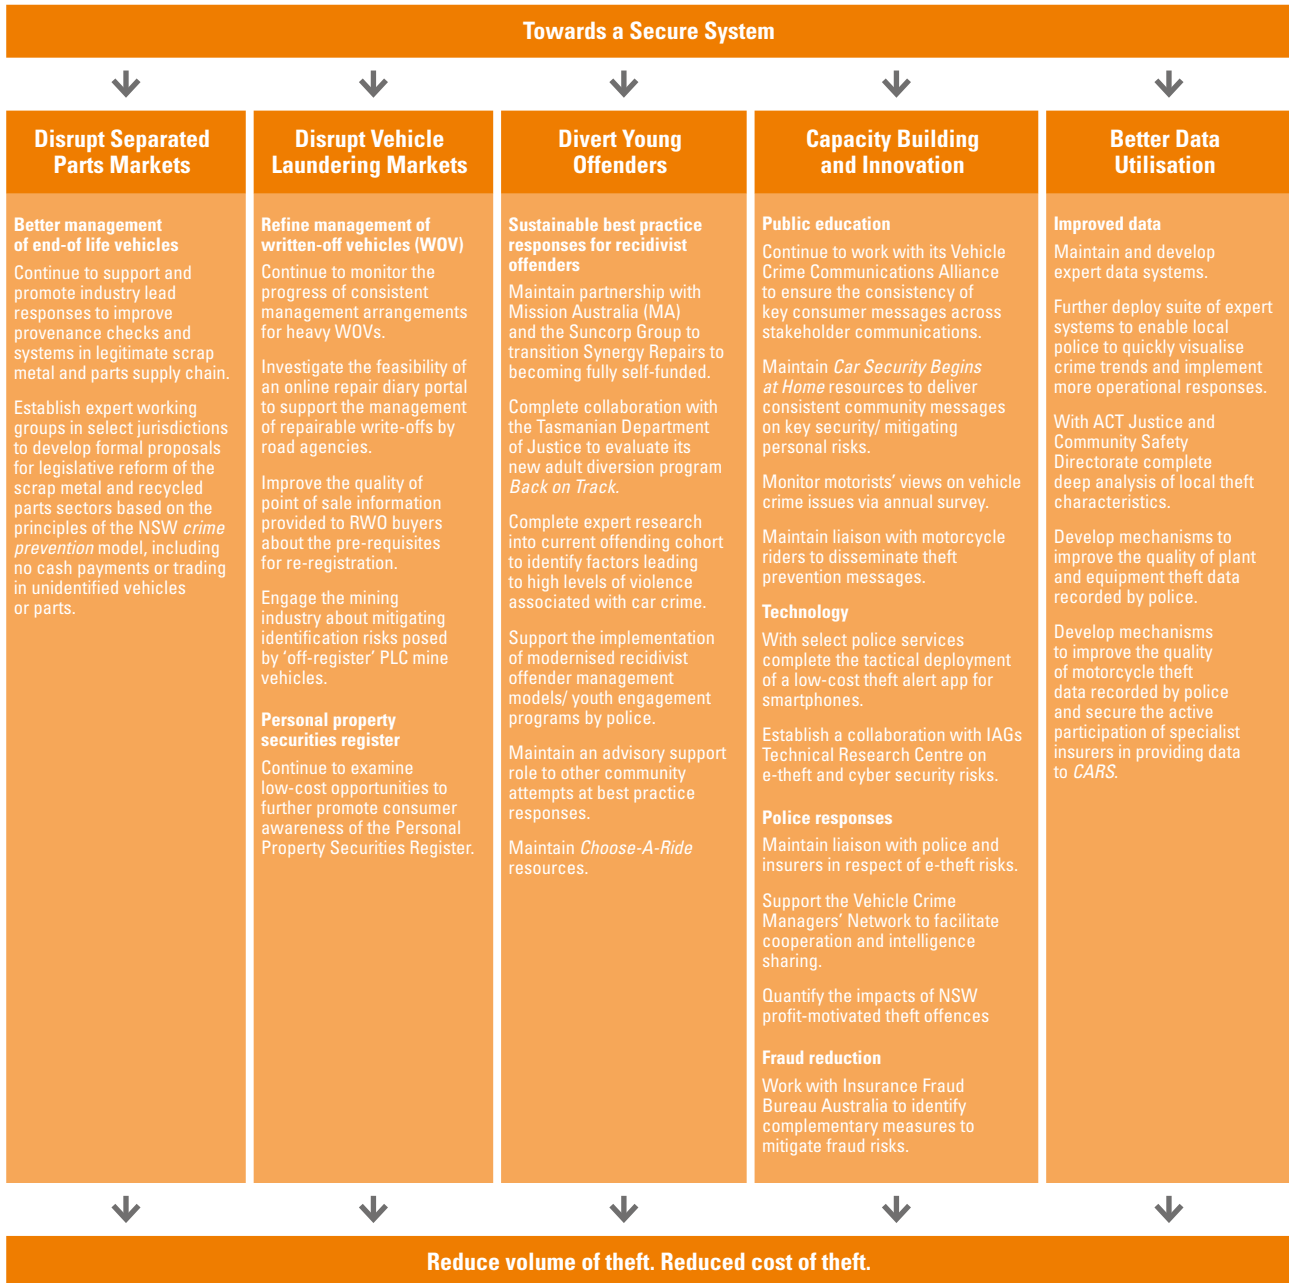 Towards a Secure System
Disrupt Separated
Parts Markets
Better management
of end-of life vehicles
Continue to support and
promote industry lead
responses to improve
provenance checks and
systems in legitimate scrap
metal and parts supply chain.
Establish expert working
groups in select jurisdictions
to develop formal proposals
for legislative reform of the
scrap metal and recycled
parts sectors based on the
principles of the NSW crime
prevention model, including
no cash payments or trading
in unidentified vehicles
or parts.
Disrupt Vehicle
Laundering Markets
Refine management of
written-off vehicles (WOV)
Continue to monitor the
progress of consistent
management arrangements
for heavy WOVs.
Investigate the feasibility of
an online repair diary portal
to support the management
of repairable write-offs by
road agencies.
Improve the quality of
point of sale information
provided to RWO buyers
about the pre-requisites
for re-registration.
Engage the mining
industry about mitigating
identification risks posed
by ‘off-register’ PLC mine
vehicles.
Personal property
securities register
Continue to examine
low-cost opportunities to
further promote consumer
awareness of the Personal
Property Securities Register.
Divert Young
Offenders
Sustainable best practice
responses for recidivist
offenders
Maintain partnership with
Mission Australia (MA)
and the Suncorp Group to
transition Synergy Repairs to
becoming fully self-funded.
Complete collaboration with
the Tasmanian Department
of Justice to evaluate its
new adult diversion program
Back on Track.
Complete expert research
into current offending cohort
to identify factors leading
to high levels of violence
associated with car crime.
Support the implementation
of modernised recidivist
offender management
models/ youth engagement
programs by police.
Maintain an advisory support
role to other community
attempts at best practice
responses.
Maintain Choose-A-Ride
resources.
Capacity Building
and Innovation
Public education
Continue to work with its Vehicle
Crime Communications Alliance
to ensure the consistency of
key consumer messages across
stakeholder communications.
Maintain Car Security Begins
at Home resources to deliver
consistent community messages
on key security/ mitigating
personal risks.
Monitor motorists’ views on vehicle
crime issues via annual survey.
Maintain liaison with motorcycle
riders to disseminate theft
prevention messages.
Technology
With select police services
complete the tactical deployment
of a low-cost theft alert app for
smartphones.
Establish a collaboration with IAGs
Technical Research Centre on
e-theft and cyber security risks.
Police responses
Maintain liaison with police and
insurers in respect of e-theft risks.
Support the Vehicle Crime
Managers’ Network to facilitate
cooperation and intelligence
sharing.
Quantify the impacts of NSW
profit-motivated theft offences
Fraud reduction
Work with Insurance Fraud
Bureau Australia to identify
complementary measures to
mitigate fraud risks.
Better Data
Utilisation
Improved data
Maintain and develop
expert data systems.
Further deploy suite of expert
systems to enable local
police to quickly visualise
crime trends and implement
more operational responses.
With ACT Justice and
Community Safety
Directorate complete
deep analysis of local theft
characteristics.
Develop mechanisms to
improve the quality of plant
and equipment theft data
recorded by police.
Develop mechanisms
to improve the quality
of motorcycle theft
data recorded by police
and secure the active
participation of specialist
insurers in providing data
to CARS.
Reduce volume of theft. Reduced cost of theft.